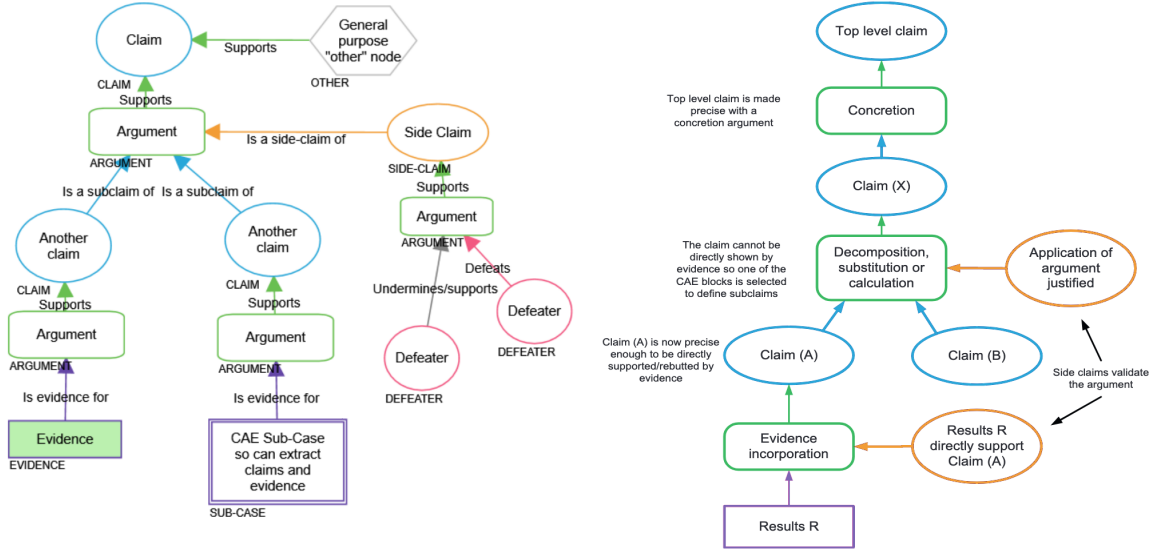 Claim
General
purpose
"other" node
Supports
OTHER
CLAIM
Supports
Argument
Is a side-claim of
Side Claim
ARGUMENT
SIDE-CLAIM
Is a subclaim of
Is a subclaim of
Supports
Another
claim
Another
claim
Argument
ARGUMENT
Defeats
CLAIM
Supports
CLAIM
Supports
Undermines/supports
Argument
Argument
Defeater
DEFEATER
Defeater
DEFEATER
ARGUMENT
ARGUMENT
Is evidence for
Is evidence for
Evidence
EVIDENCE
CAE Sub-Case
so can extract
claims and
evidence
SUB-CASE
Top level claim
Top level claim is made
precise with a
concretion argument
Concretion
Claim (X)
The claim cannot be
directly shown by
evidence so one of the
CAE blocks is selected
to define subclaims
Decomposition,
substitution or
calculation
Application of
argument
justified
Claim (A) is now precise
enough to be directly
supported/rebutted by
evidence
Claim (A)
Claim (B)
Side claims validate
the argument
Evidence
incorporation
Results R
directly support
Claim (A)
Results R